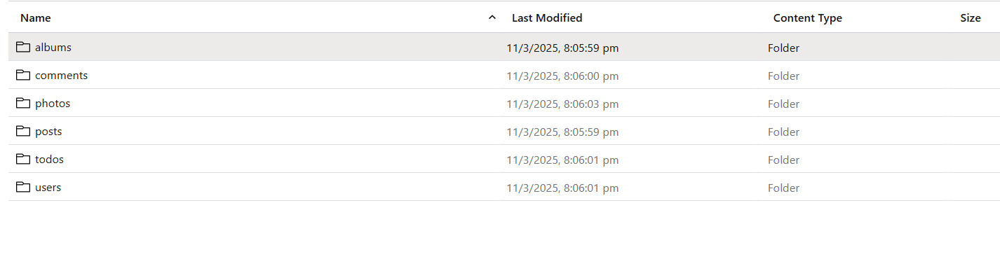 Name Last Modified Content Type Size
albums 11/3/2025, 8:05:59 pm Folder
comments 11/3/2025, 8:06:00 pm Folder
photos 11/3/2025, 8:06:03 pm Folder
posts 11/3/2025, 8:05:59 pm Folder
todos 11/3/2025, 8:06:01 pm Folder
users 11/3/2025, 8:06:01 pm Folder